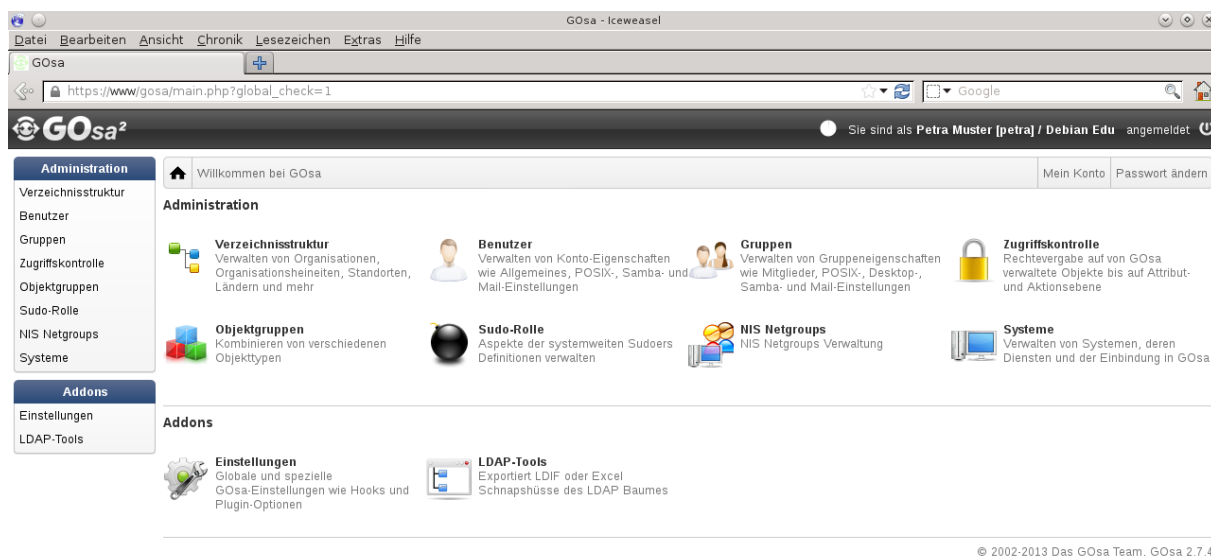 GOsa - Iceweasel
Datei Bearbeiten Ansicht Chronik Lesezeichen Extras Hilfe
GOsa
https://www/gosa/main.php?global_check=1
Google
GOsa²
Sie sind als Petra Muster [petra] / Debian Edu angemeldet
Administration
Verzeichnisstruktur
Benutzer
Gruppen
Zugriffskontrolle
Objektgruppen
Sudo-Rolle
NIS Netgroups
Systeme
Addons
Einstellungen
LDAP-Tools
Willkommen bei GOsa
Mein Konto
Passwort ändern
Administration
Verzeichnisstruktur
Verwalten von Organisationen,
Organisationsheineiten, Standorten,
Ländern und mehr
Benutzer
Verwalten von Konto-Eigenschaften
wie Allgemeines, POSIX-, Samba- und
Mail-Einstellungen
Gruppen
Verwalten von Gruppeneigenschaften
wie Mitglieder, POSIX-, Desktop-,
Samba- und Mail-Einstellungen
Zugriffskontrolle
Rechtevergabe auf von GOsa
verwaltete Objekte bis auf Attribut-
und Aktionsebene
Objektgruppen
Kombinieren von verschiedenen
Objekttypen
Sudo-Rolle
Aspekte der systemweiten Sudoers
Definitionen verwalten
NIS Netgroups
NIS Netgroups Verwaltung
Systeme
Verwalten von Systemen, deren
Diensten und der Einbindung in GOsa
Addons
Einstellungen
Globale und spezielle
GOsa-Einstellungen wie Hooks und
Plugin-Optionen
LDAP-Tools
Exportiert LDIF oder Excel
Schnapshüsse des LDAP Baumes
© 2002-2013 Das GOsa Team, GOsa 2.7.4